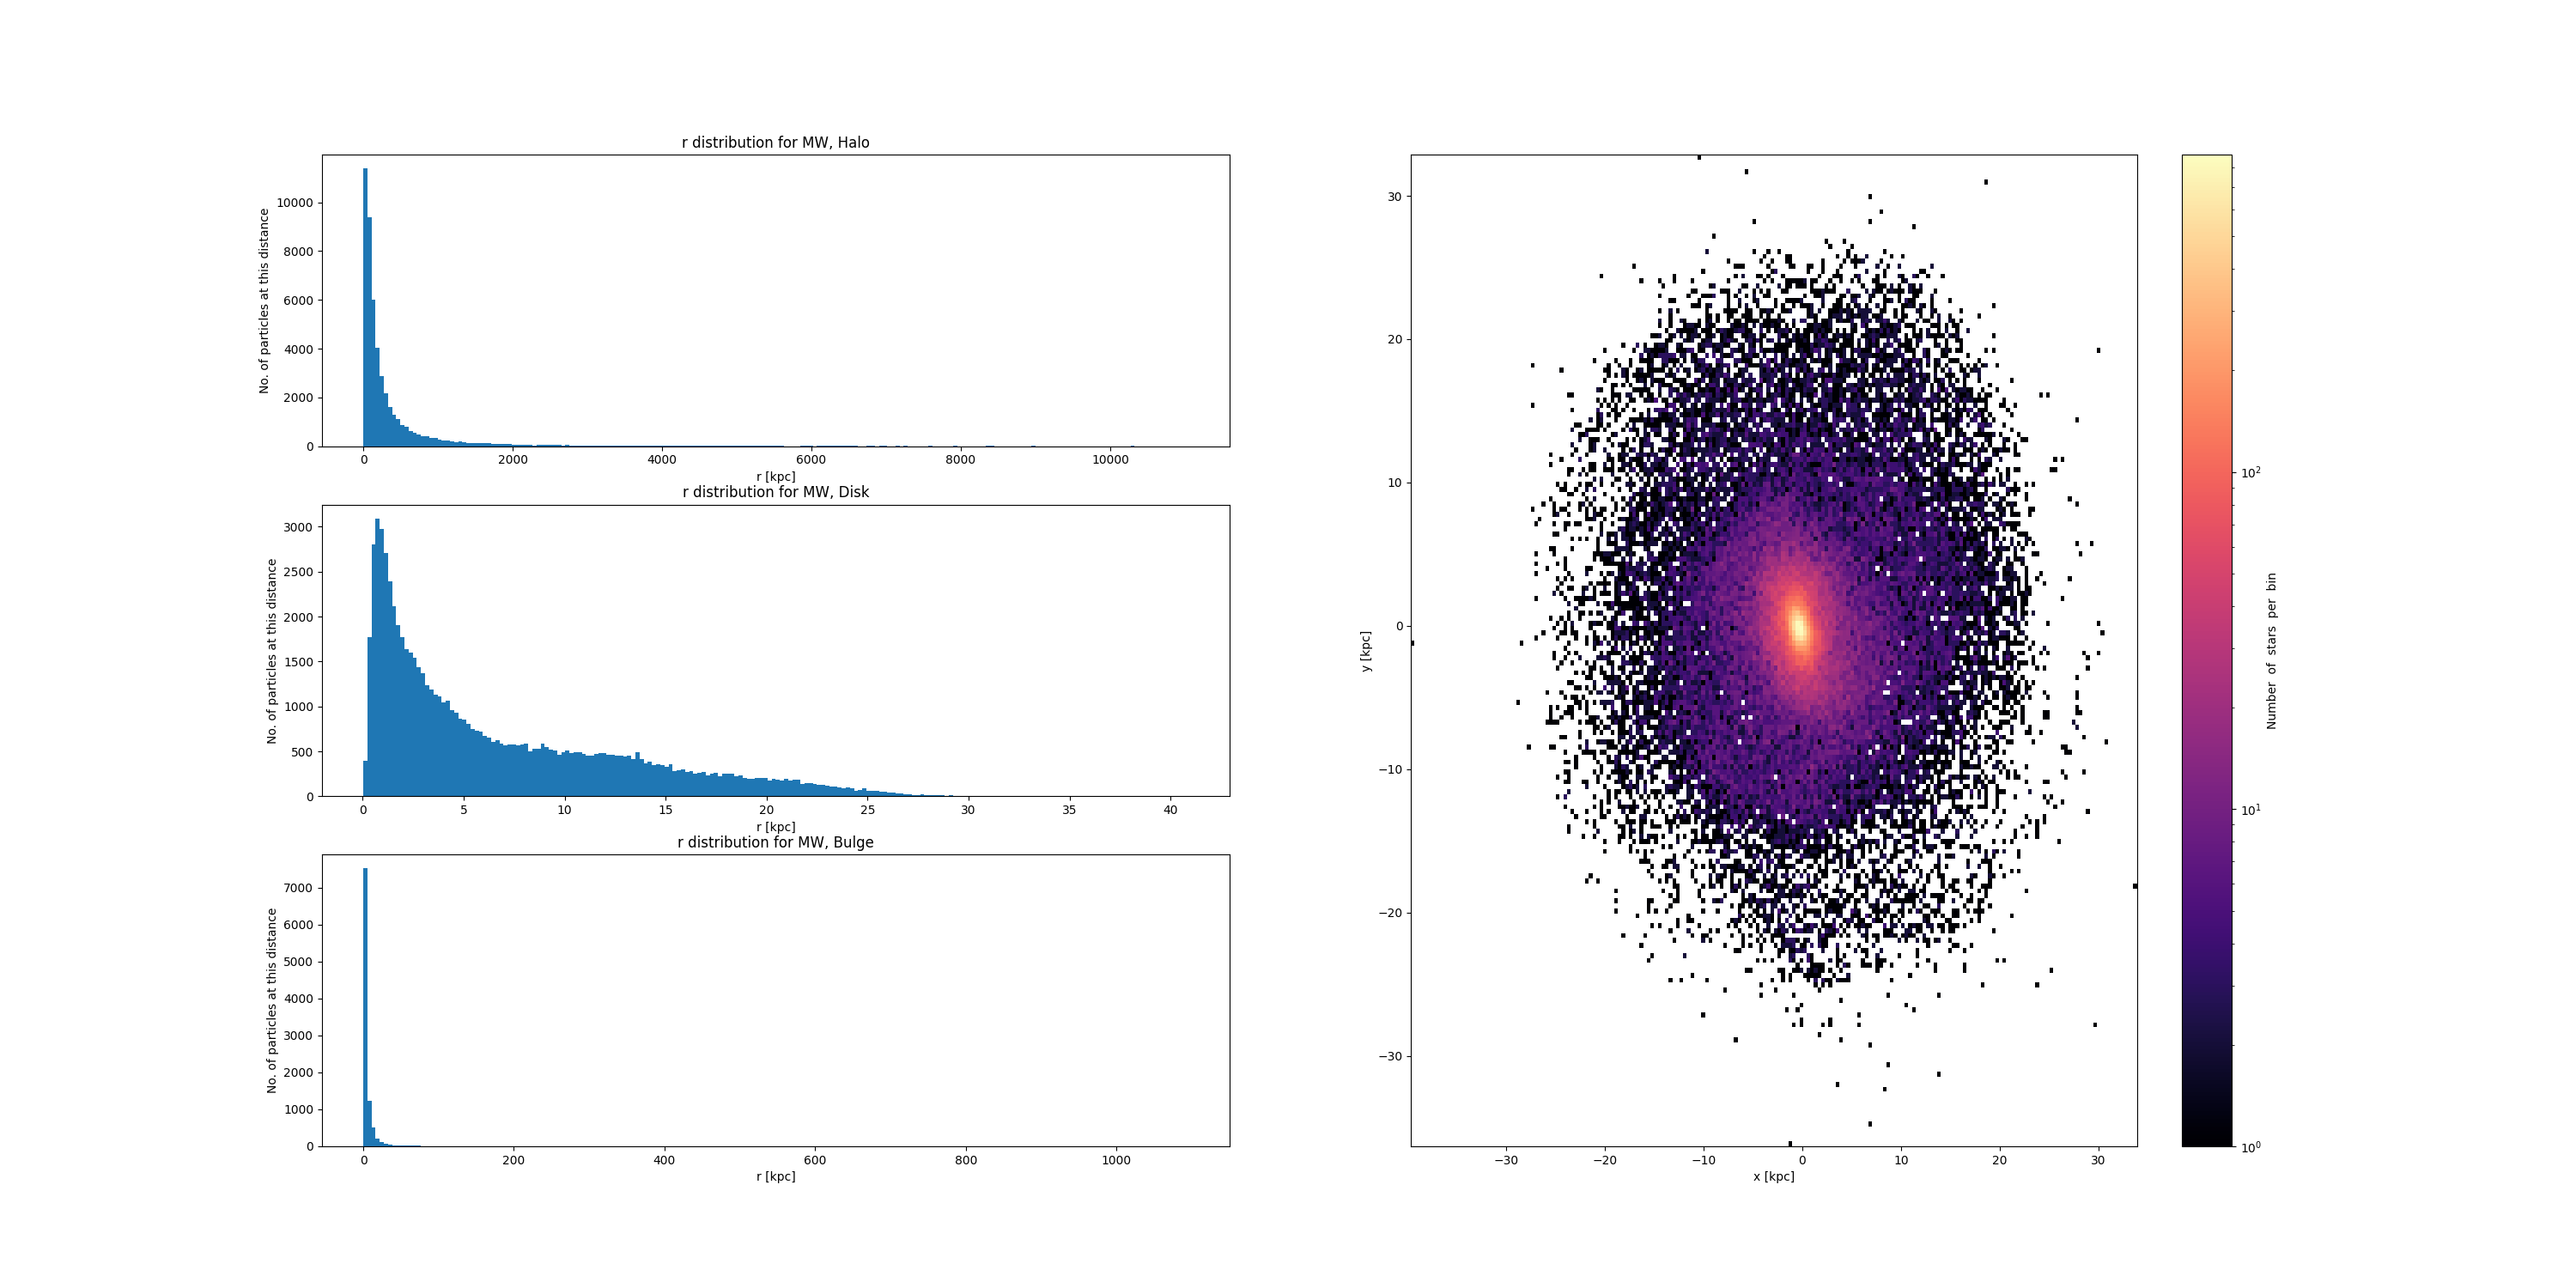 r distribution for MW, Halo
No. of particles at this distance
10000
8000
6000
4000
2000
0
0 2000 4000 6000 8000 10000
r [kpc]
r distribution for MW, Disk
No. of particles at this distance
3000
2500
2000
1500
1000
500
0
0 5 10 15 20 25 30 35 40
r [kpc]
r distribution for MW, Bulge
No. of particles at this distance
7000
6000
5000
4000
3000
2000
1000
0
0 200 400 600 800 1000
r [kpc]
y [kpc]
30
20
10
0
−10
−20
−30
−30 −20 −10 0 10 20 30
x [kpc]
10²
10¹
10⁰
Number of stars per bin